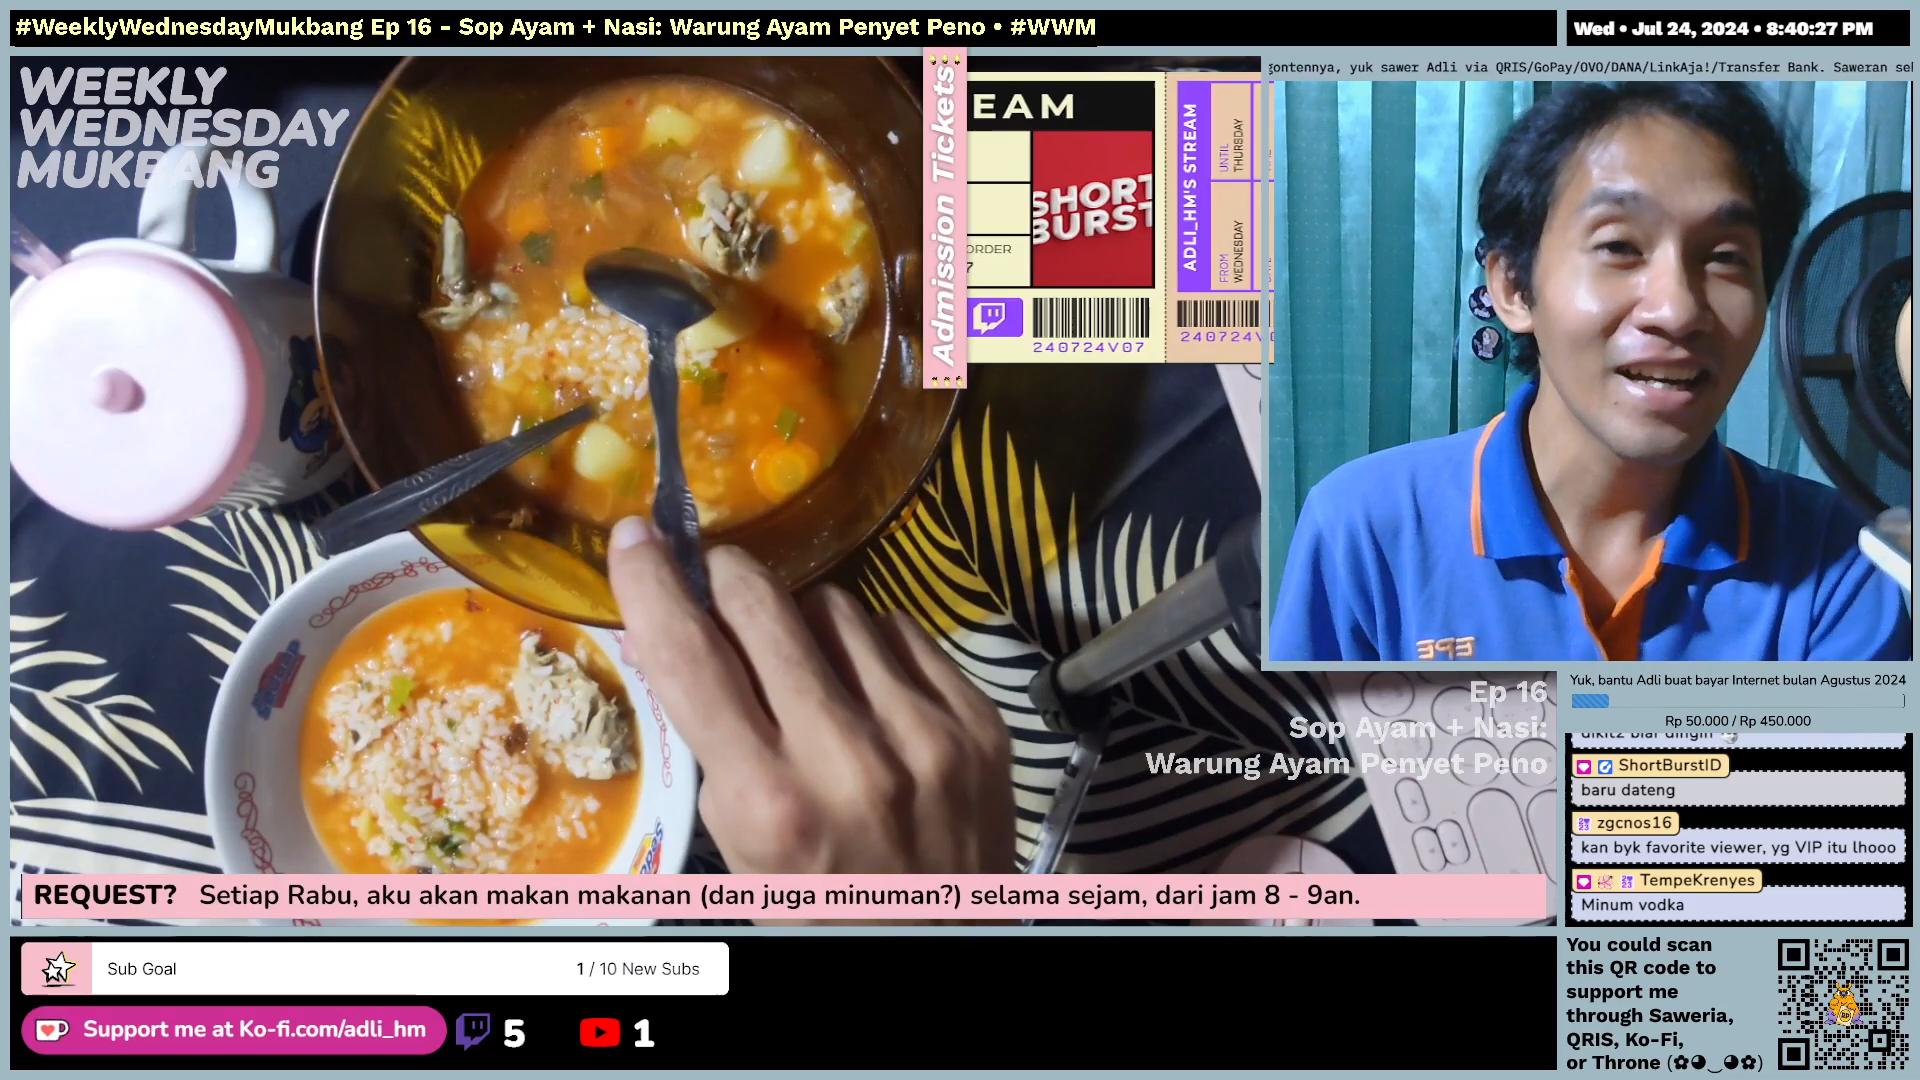 #WeeklyWednesdayMukbang Ep 16 - Sop Ayam + Nasi: Warung Ayam Penyet Peno • #WWM
Wed • Jul 24, 2024 • 8:40:27 PM
gontennya, yuk sawer Adli via QRIS/GoPay/OVO/DANA/LinkAja!/Transfer Bank. Saweran
WEEKLY
WEDNESDAY
MUKBANG
Admission Tickets
EAM
SHORT
BURST
ORDER
7
240724V07
ADLI_HM'S STREAM
UNTIL
THURSDAY
FROM
WEDNESDAY
240724V
Ep 16
Sop Ayam + Nasi:
Warung Ayam Penyet Peno
Yuk, bantu Adli buat bayar Internet bulan Agustus 2024
Rp 50.000 / Rp 450.000
dikit2 biar dingin
ShortBurstID
baru dateng
zgcnos16
kan byk favorite viewer, yg VIP itu lhooo
TempeKrenyes
Minum vodka
REQUEST? Setiap Rabu, aku akan makan makanan (dan juga minuman?) selama sejam, dari jam 8 - 9an.
Sub Goal
1 / 10 New Subs
Support me at Ko-fi.com/adli_hm
5
1
You could scan
this QR code to
support me
through Saweria,
QRIS, Ko-Fi,
or Throne (✿◕‿◕✿)